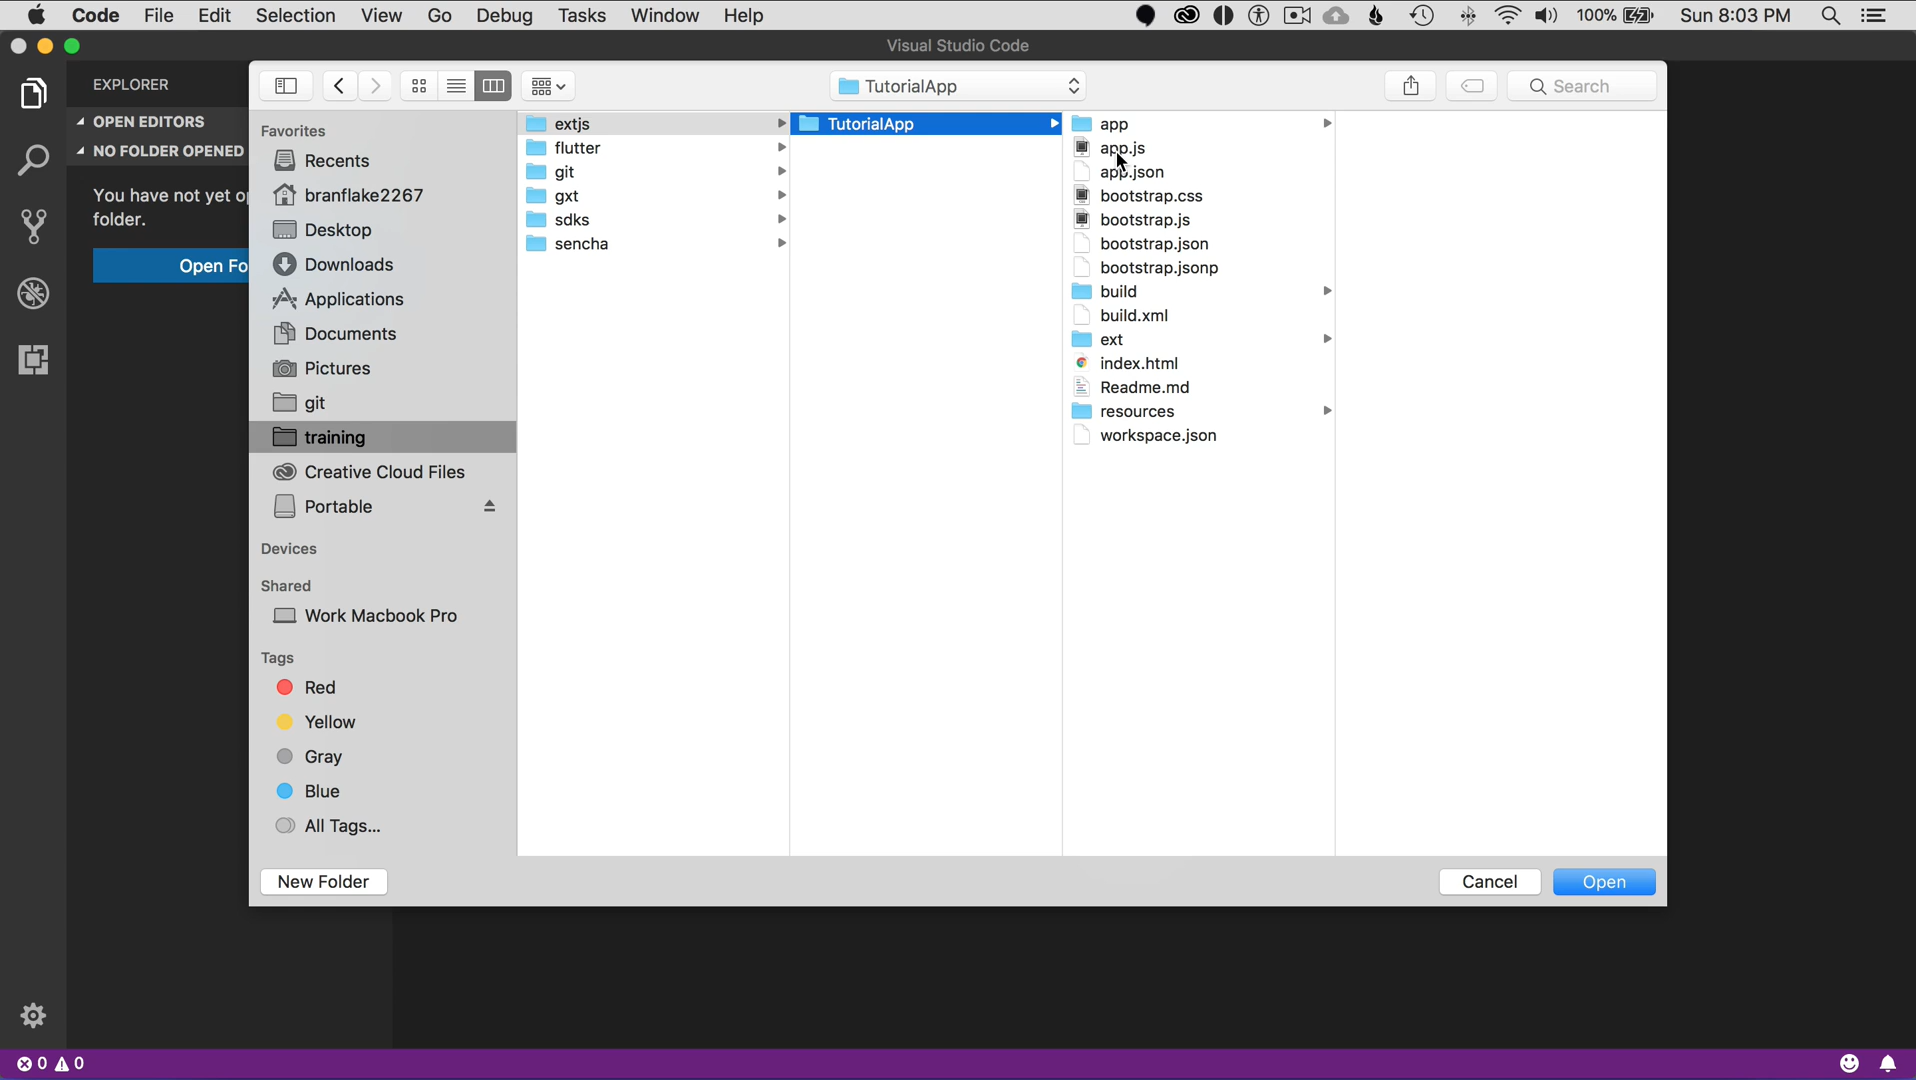 Code File Edit Selection View Go Debug Tasks Window Help 100% Sun 8:03 PM
Visual Studio Code
EXPLORER
OPEN EDITORS
NO FOLDER OPENED
You have not yet o
folder.
Open Fo
TutorialApp
Search
Favorites
Recents
branflake2267
Desktop
Downloads
Applications
Documents
Pictures
git
training
Creative Cloud Files
Portable
Devices
Shared
Work Macbook Pro
Tags
Red
Yellow
Gray
Blue
All Tags...
extjs
flutter
git
gxt
sdks
sencha
TutorialApp
app
app.js
app.json
bootstrap.css
bootstrap.js
bootstrap.json
bootstrap.jsonp
build
build.xml
ext
index.html
Readme.md
resources
workspace.json
New Folder
Cancel
Open
0 0